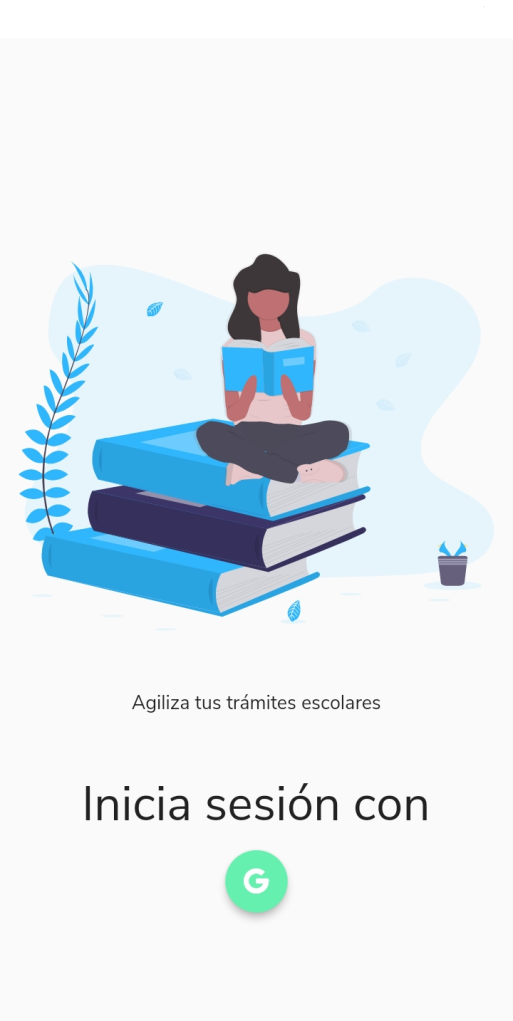 Agiliza tus trámites escolares
Inicia sesión con
G